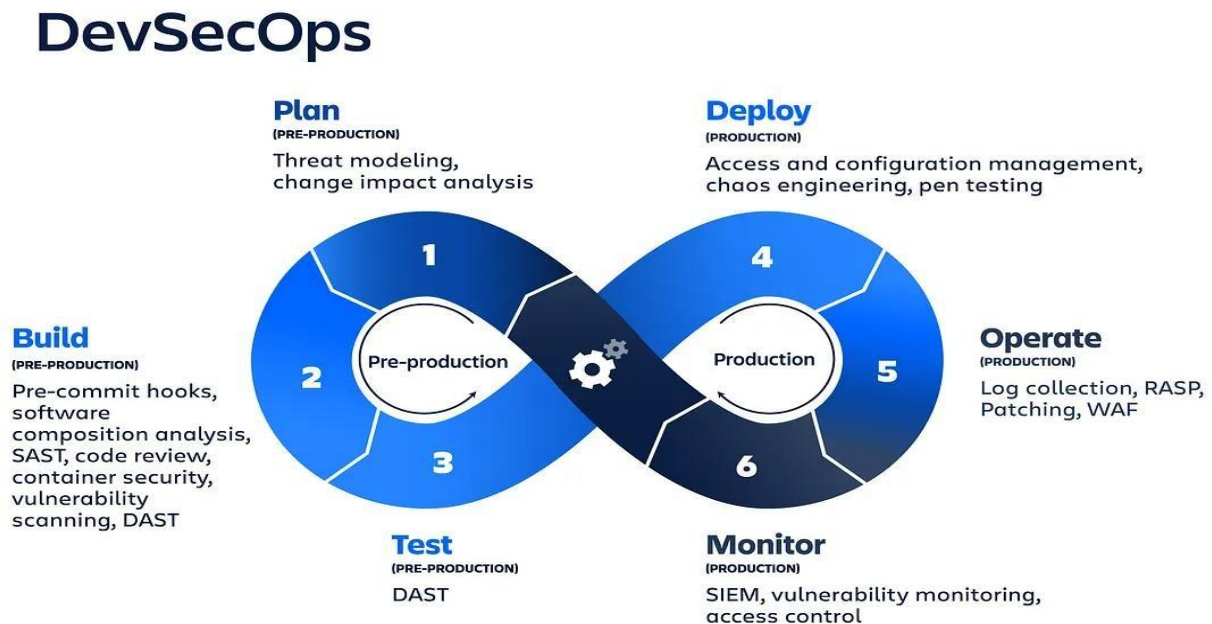 DevSecOps
Plan
(PRE-PRODUCTION)
Threat modeling,
change impact analysis
Deploy
(PRODUCTION)
Access and configuration management,
chaos engineering, pen testing
1
4
Build
(PRE-PRODUCTION)
Pre-commit hooks,
software
composition analysis,
SAST, code review,
container security,
vulnerability
scanning, DAST
2
Pre-production
Production
5
Operate
(PRODUCTION)
Log collection, RASP,
Patching, WAF
3
6
Test
(PRE-PRODUCTION)
DAST
Monitor
(PRODUCTION)
SIEM, vulnerability monitoring,
access control